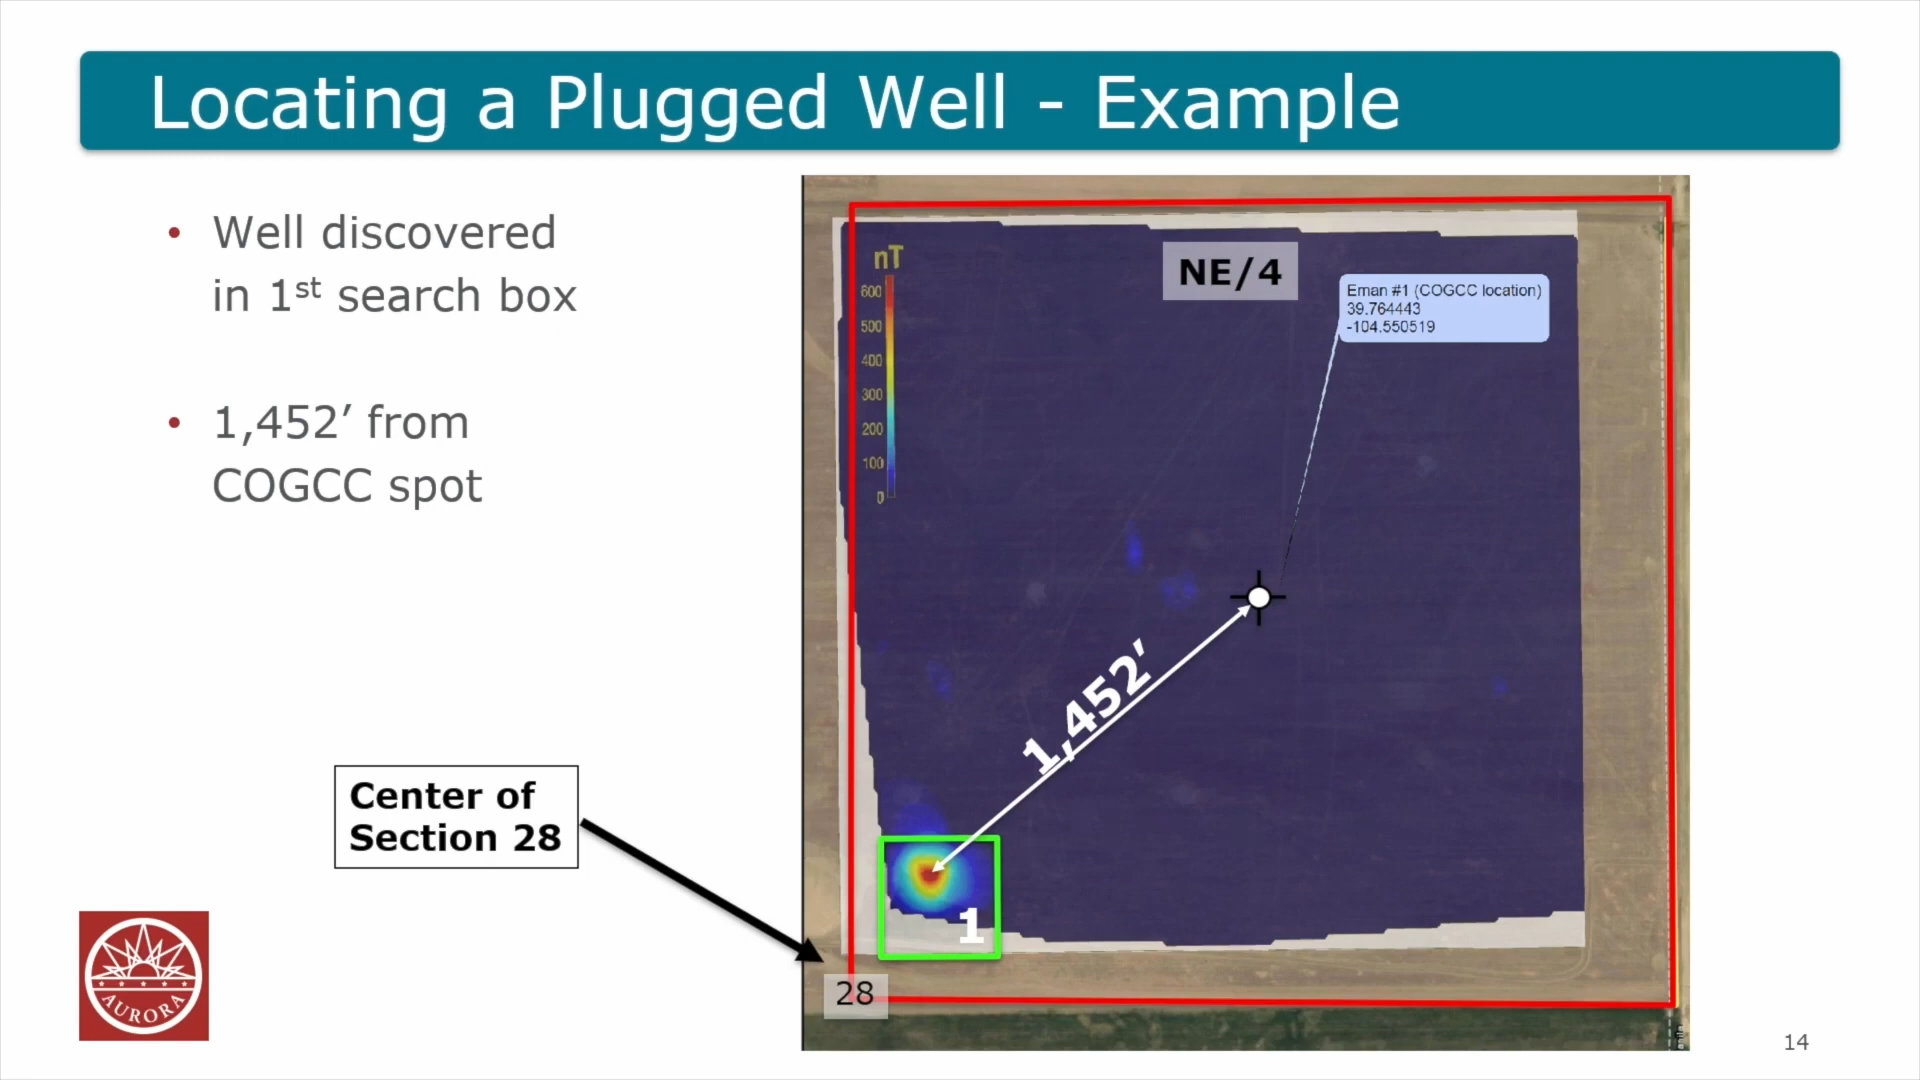 Locating a Plugged Well - Example
• Well discovered
in 1st search box
• 1,452’ from
COGCC spot
Center of
Section 28
AURORA
nT
600
500
400
300
200
100
0
NE/4
Eman #1 (COGCC location)
39.764443
-104.550519
1,452’
1
28
14